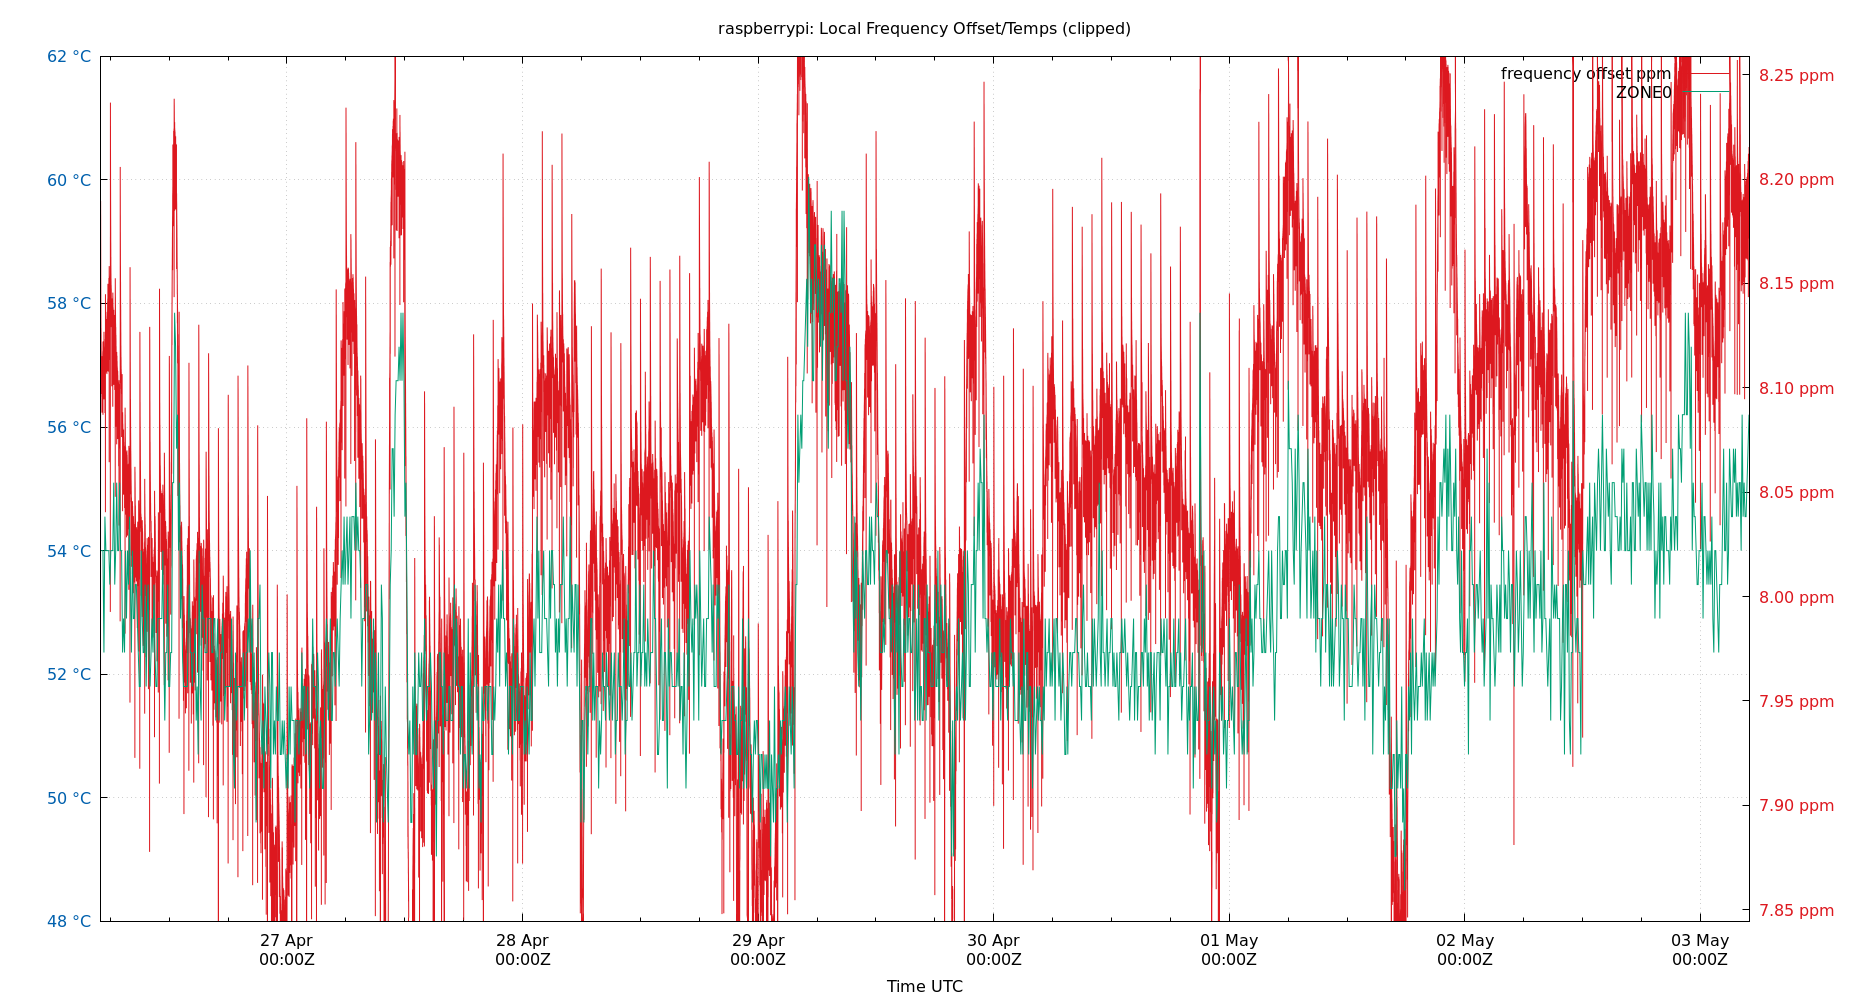 raspberrypi: Local Frequency Offset/Temps (clipped)
62 °C
60 °C
58 °C
56 °C
54 °C
52 °C
50 °C
48 °C
frequency offset ppm
ZONE0
8.25 ppm
8.20 ppm
8.15 ppm
8.10 ppm
8.05 ppm
8.00 ppm
7.95 ppm
7.90 ppm
7.85 ppm
27 Apr
00:00Z
28 Apr
00:00Z
29 Apr
00:00Z
30 Apr
00:00Z
01 May
00:00Z
02 May
00:00Z
03 May
00:00Z
Time UTC